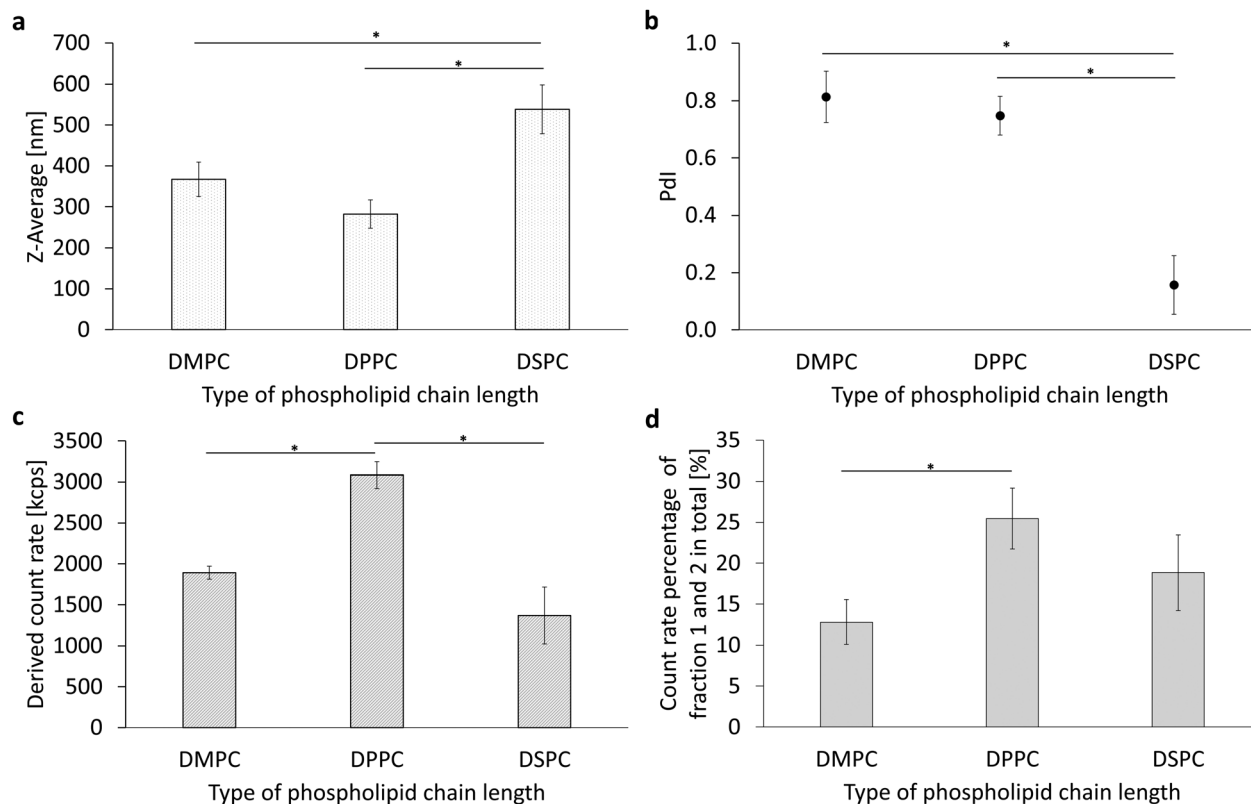 a
700
600
500
400
300
200
100
0
Z-Average [nm]
*
*
DMPC DPPC DSPC
Type of phospholipid chain length
b
1.0
0.8
0.6
0.4
0.2
0.0
PdI
*
*
DMPC DPPC DSPC
Type of phospholipid chain length
c
3500
3000
2500
2000
1500
1000
500
0
Derived count rate [kcps]
*
*
DMPC DPPC DSPC
Type of phospholipid chain length
d
35
30
25
20
15
10
5
0
Count rate percentage of
fraction 1 and 2 in total [%]
*
DMPC DPPC DSPC
Type of phospholipid chain length